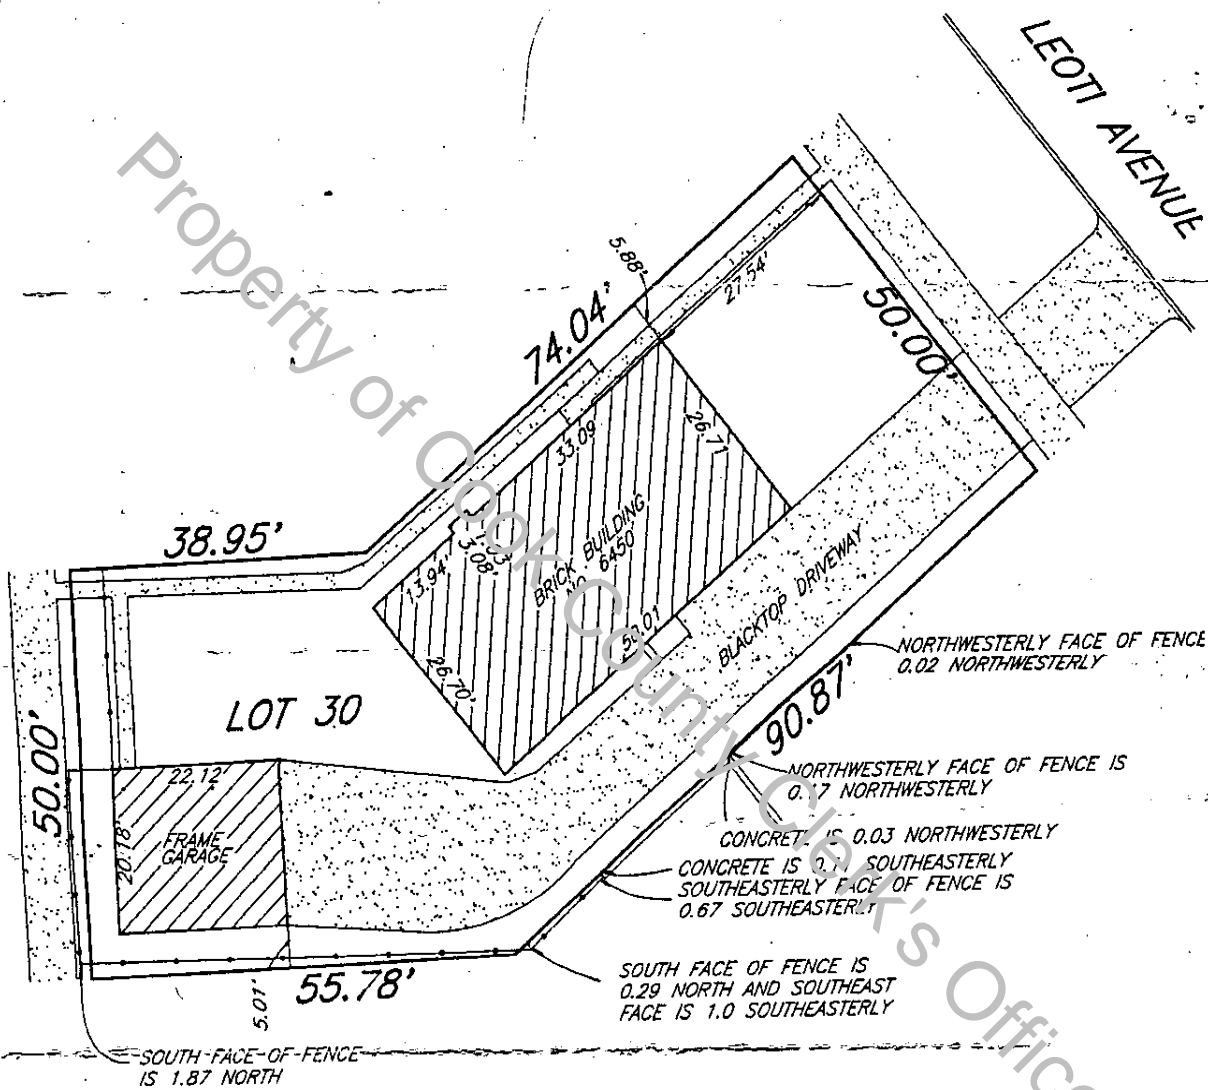 LEOTI AVENUE
Property of Cook County Clerk's Offic
5.88'
27.54'
74.04'
50.00'
33.09
26.71
38.95'
3.08'
13.94'
BRICK BUILDING
NO. 6450
BLACKTOP DRIVEWAY
26.70'
NORTHWESTERLY FACE OF FENCE
0.02 NORTHWESTERLY
90.87'
LOT 30
50.00'
22.12'
NORTHWESTERLY FACE OF FENCE IS
0.17 NORTHWESTERLY
FRAME
GARAGE
20.18'
CONCRETE IS 0.03 NORTHWESTERLY
CONCRETE IS SOUTHEASTERLY
SOUTHEASTERLY FACE OF FENCE IS
0.67 SOUTHEASTERLY
SOUTH FACE OF FENCE IS
0.29 NORTH AND SOUTHEAST
FACE IS 1.0 SOUTHEASTERLY
55.78'
5.01'
SOUTH FACE OF FENCE
IS 1.87 NORTH